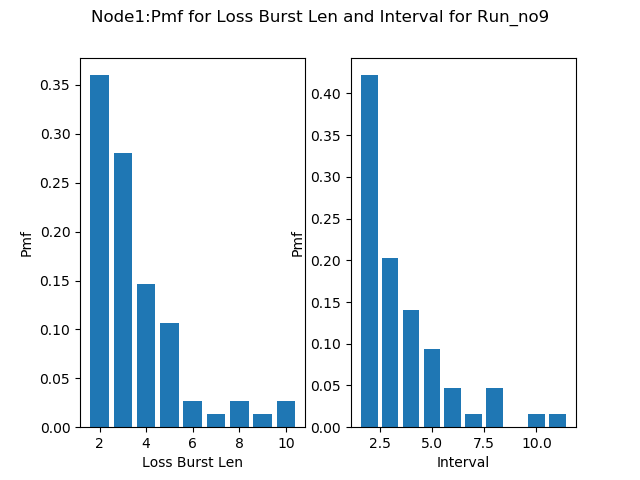 Node1:Pmf for Loss Burst Len and Interval for Run_no9
0.35
0.30
0.25
0.20
0.15
0.10
0.05
0.00
Pmf
2 4 6 8 10
Loss Burst Len
0.40
0.35
0.30
0.25
0.20
0.15
0.10
0.05
0.00
Pmf
2.5 5.0 7.5 10.0
Interval